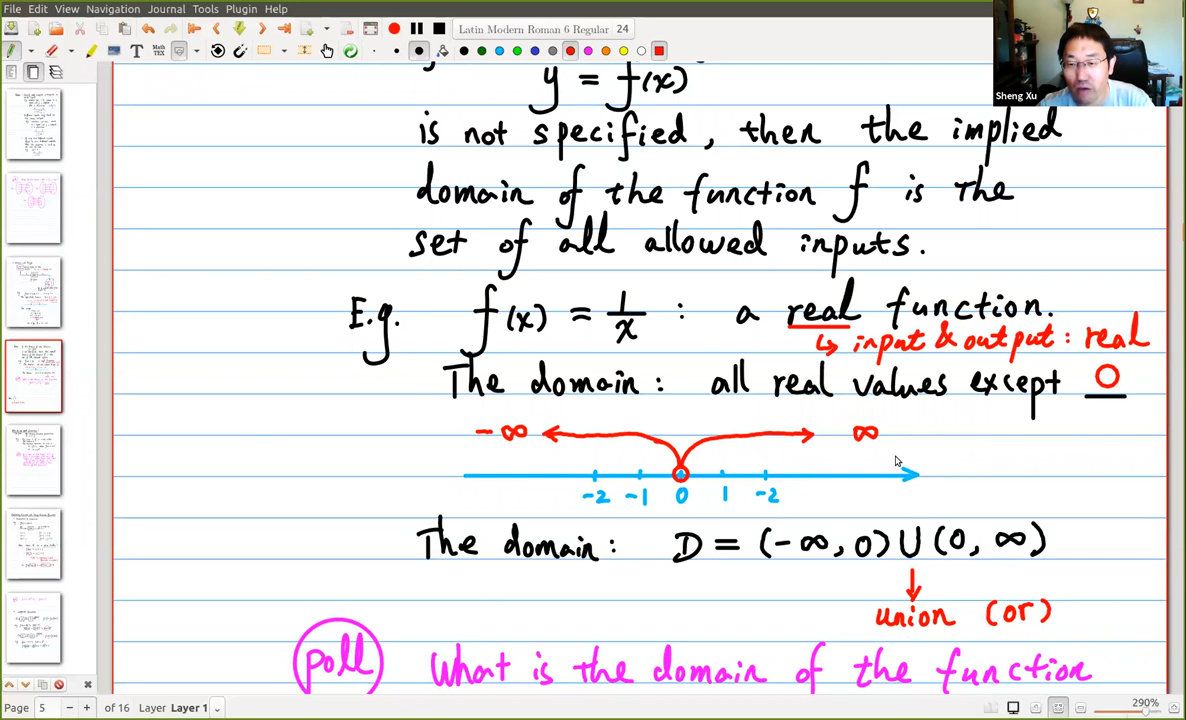 File Edit View Navigation Journal Tools Plugin Help
Latin Modern Roman 6 Regular 24
Sheng Xu
y = f(x)
is not specified, then the implied
domain of the function f is the
set of all allowed inputs.
E.g. f(x) = 1/x : a real function.
↳ input & output : real
The domain : all real values except 0
-∞ ∞
-2 -1 0 1 -2
The domain : D = (-∞, 0) ∪ (0, ∞)
↓
union (or)
poll What is the domain of the function
Page 5 of 16 Layer Layer 1 290%